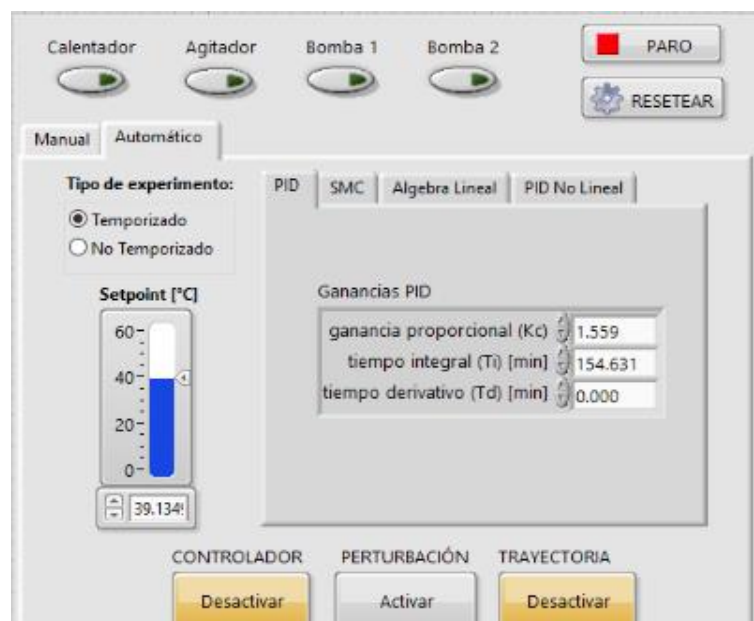 Calentador Agitador Bomba 1 Bomba 2 PARO
RESETEAR
Manual Automático
Tipo de experimento:
Temporizado
No Temporizado
PID SMC Algebra Lineal PID No Lineal
Setpoint [°C]
60
40
20
0
Ganancias PID
ganancia proporcional (Kc) 1.559
tiempo integral (Ti) [min] 154.631
tiempo derivativo (Td) [min] 0.000
CONTROLADOR PERTURBACIÓN TRAYECTORIA
Desactivar Activar Desactivar